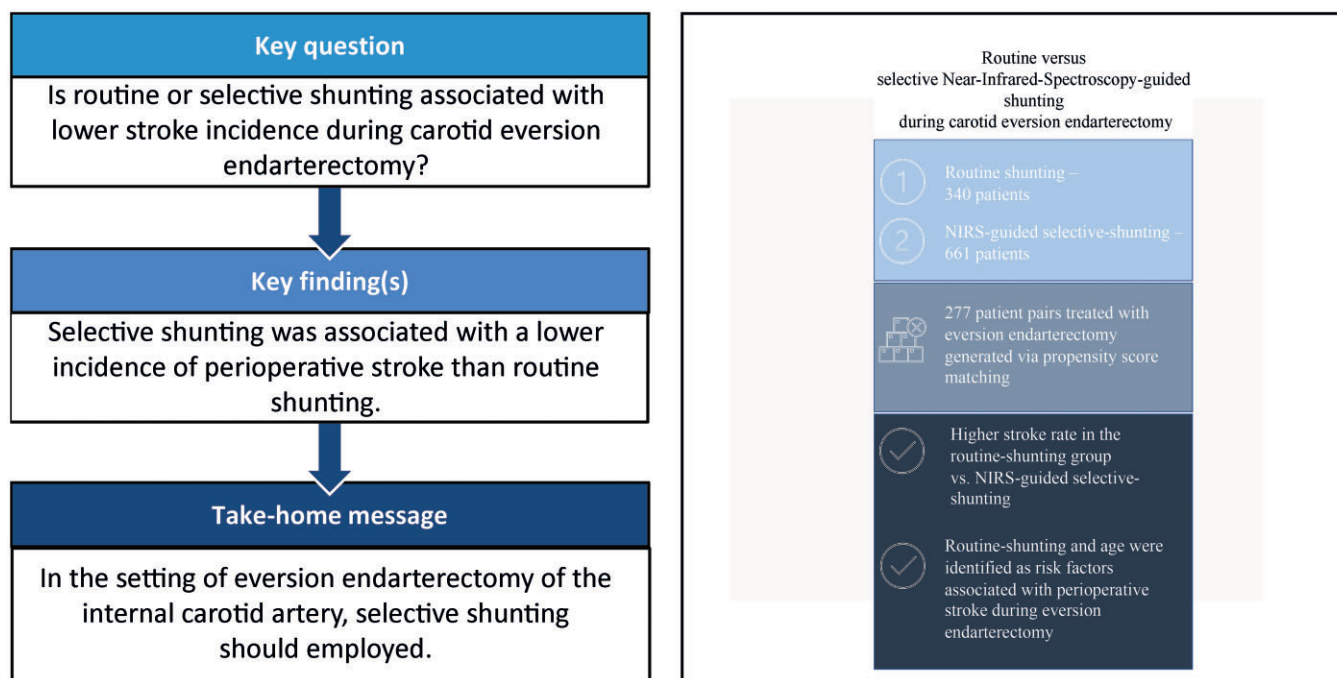 Key question
Is routine or selective shunting associated with
lower stroke incidence during carotid eversion
endarterectomy?
Key finding(s)
Selective shunting was associated with a lower
incidence of perioperative stroke than routine
shunting.
Take-home message
In the setting of eversion endarterectomy of the
internal carotid artery, selective shunting
should employed.
Routine versus
selective Near-Infrared-Spectroscopy-guided
shunting
during carotid eversion endarterectomy
1
Routine shunting –
340 patients
2
NIRS-guided selective-shunting –
661 patients
277 patient pairs treated with
eversion endarterectomy
generated via propensity score
matching
Higher stroke rate in the
routine-shunting group
vs. NIRS-guided selective-
shunting
Routine-shunting and age were
identified as risk factors
associated with perioperative
stroke during eversion
endarterectomy